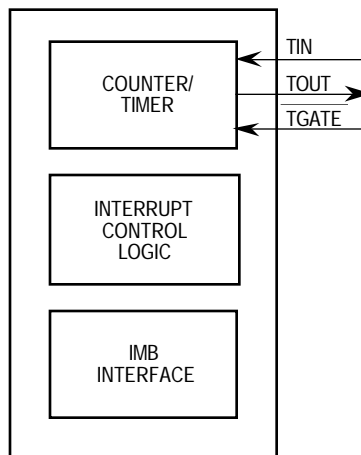 COUNTER/
TIMER
TIN
TOUT
TGATE
INTERRUPT
CONTROL
LOGIC
IMB
INTERFACE